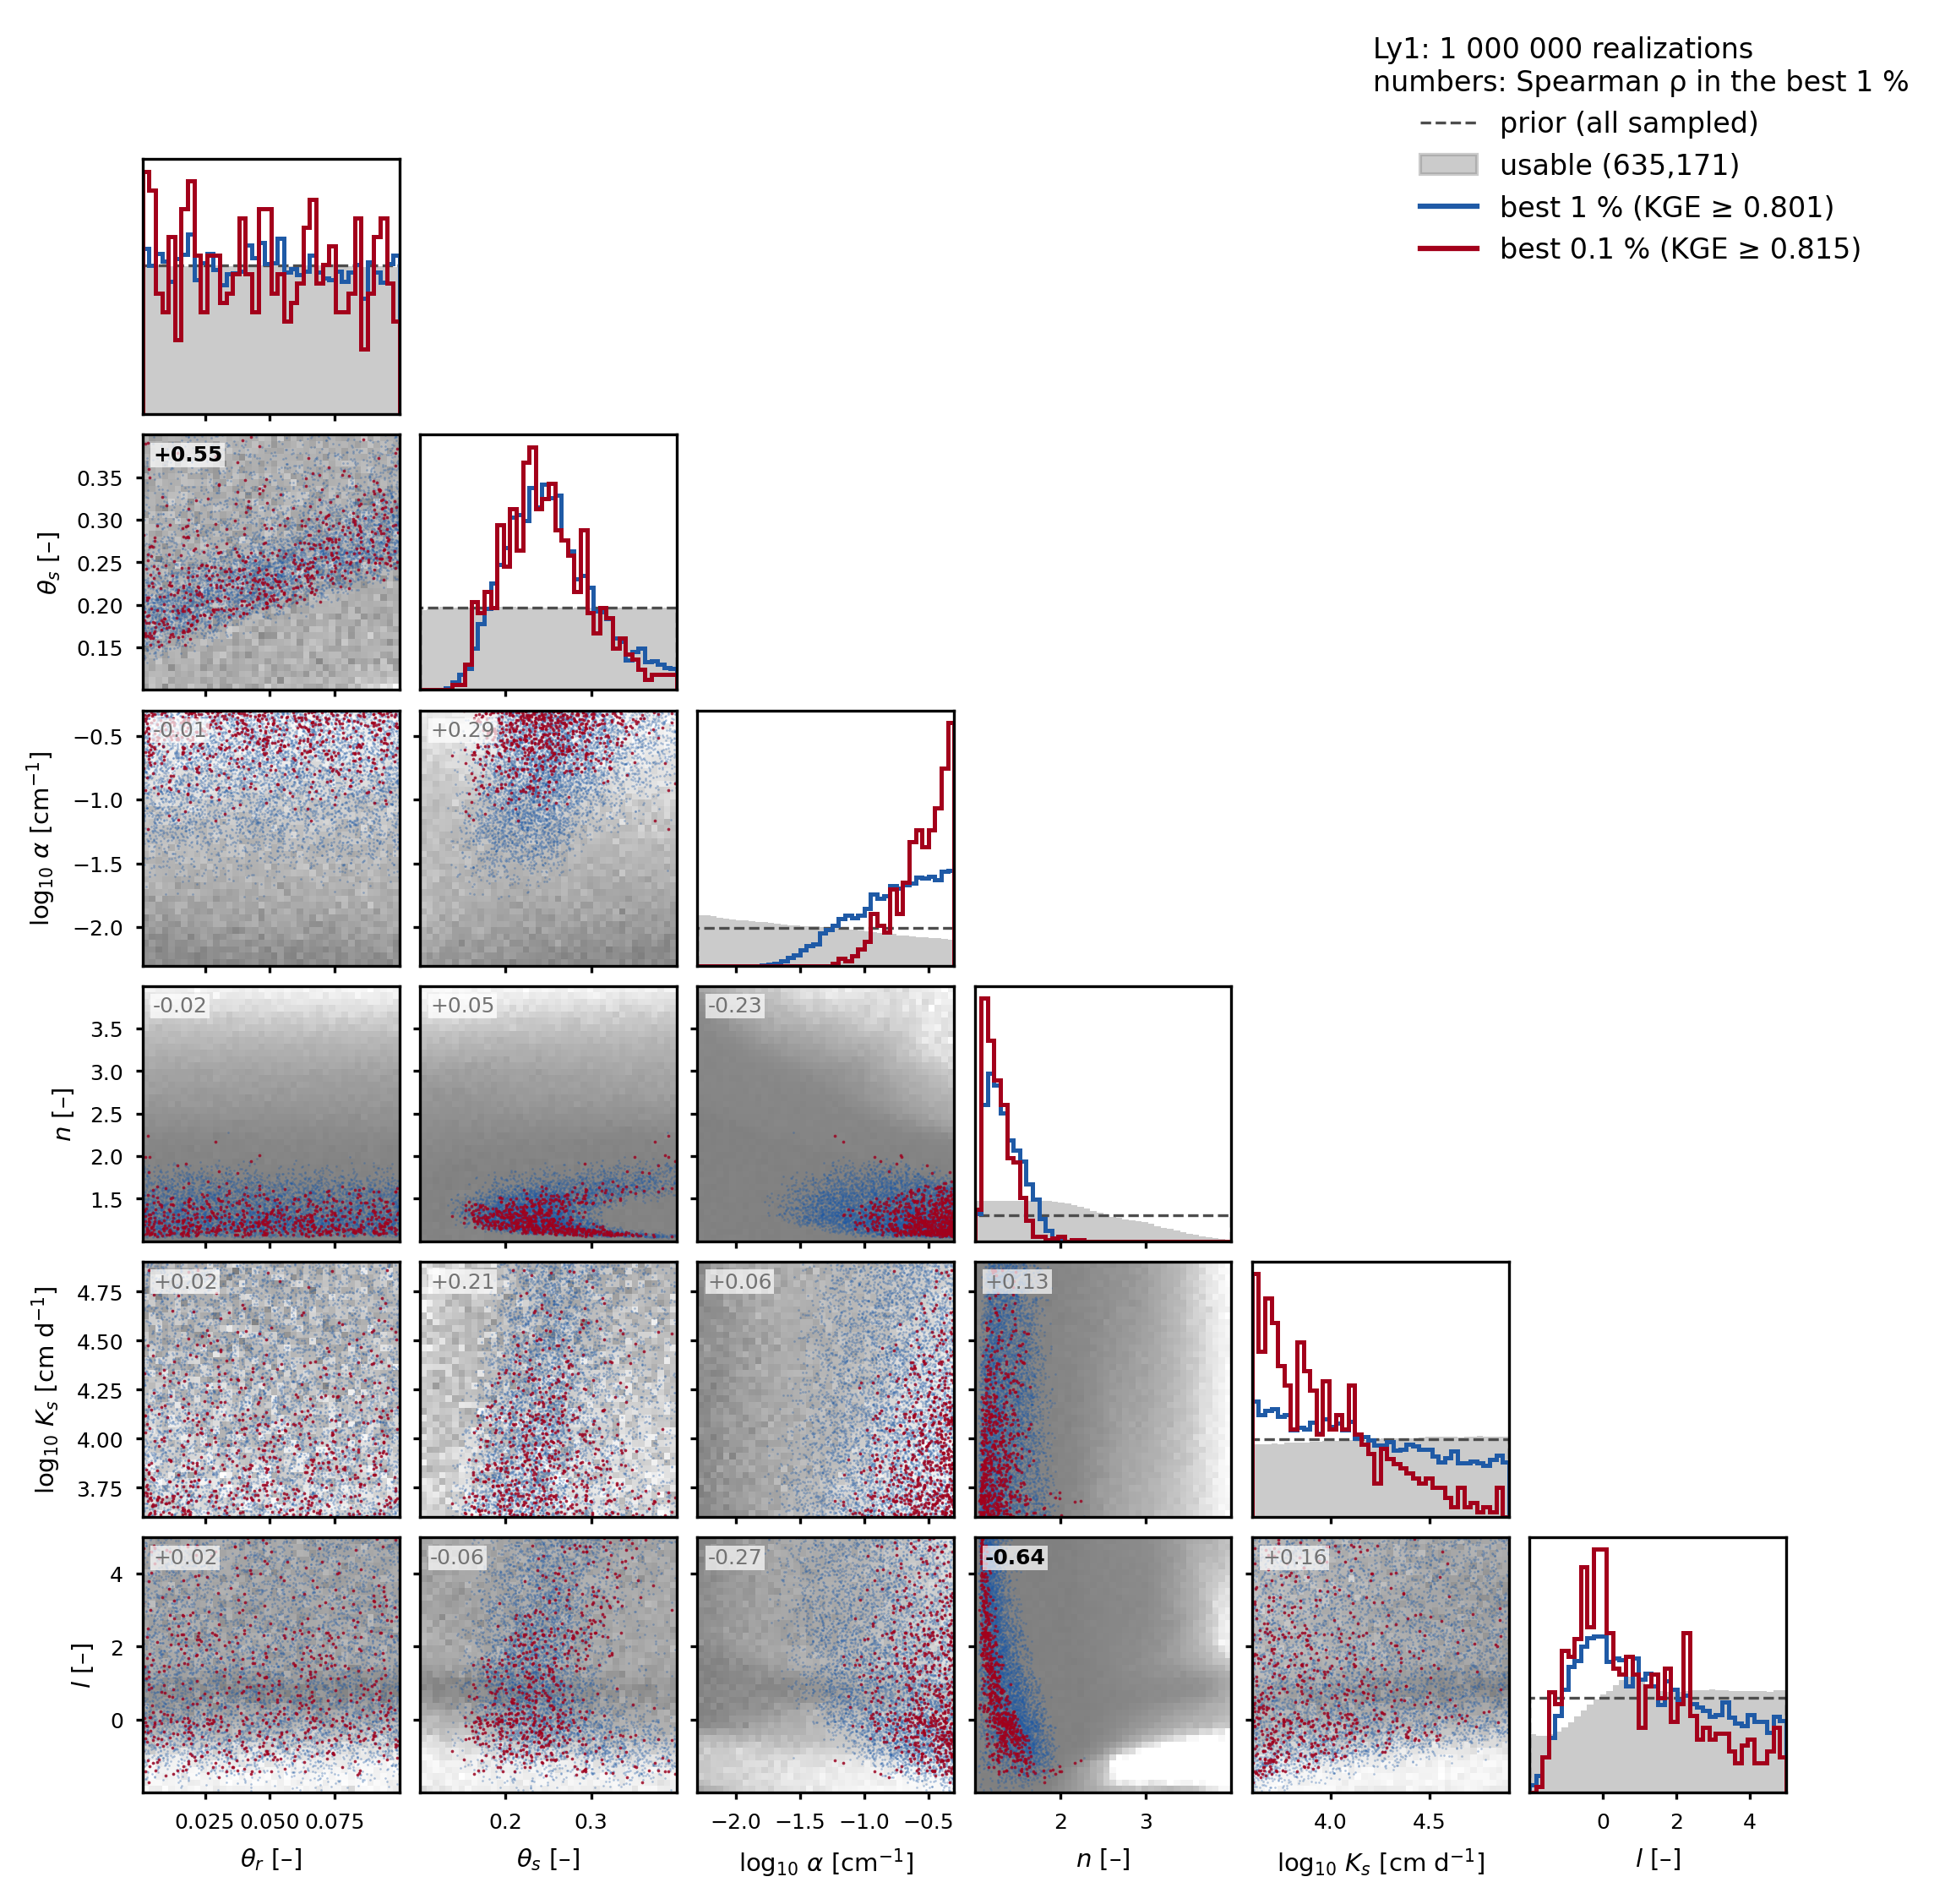 Ly1: 1 000 000 realizations
numbers: Spearman ρ in the best 1 %
prior (all sampled)
usable (635,171)
best 1 % (KGE ≥ 0.801)
best 0.1 % (KGE ≥ 0.815)
+0.55
0.35
0.30
0.25
0.20
0.15
θs [–]
-0.01
+0.29
−0.5
−1.0
−1.5
−2.0
log10 α [cm−1]
-0.02
+0.05
-0.23
3.5
3.0
2.5
2.0
1.5
n [–]
+0.02
+0.21
+0.06
+0.13
4.75
4.50
4.25
4.00
3.75
log10 Ks [cm d−1]
+0.02
-0.06
-0.27
-0.64
+0.16
4
2
0
l [–]
0.025 0.050 0.075
0.2 0.3
−2.0 −1.5 −1.0 −0.5
2 3
4.0 4.5
0 2 4
θr [–]
θs [–]
log10 α [cm−1]
n [–]
log10 Ks [cm d−1]
l [–]